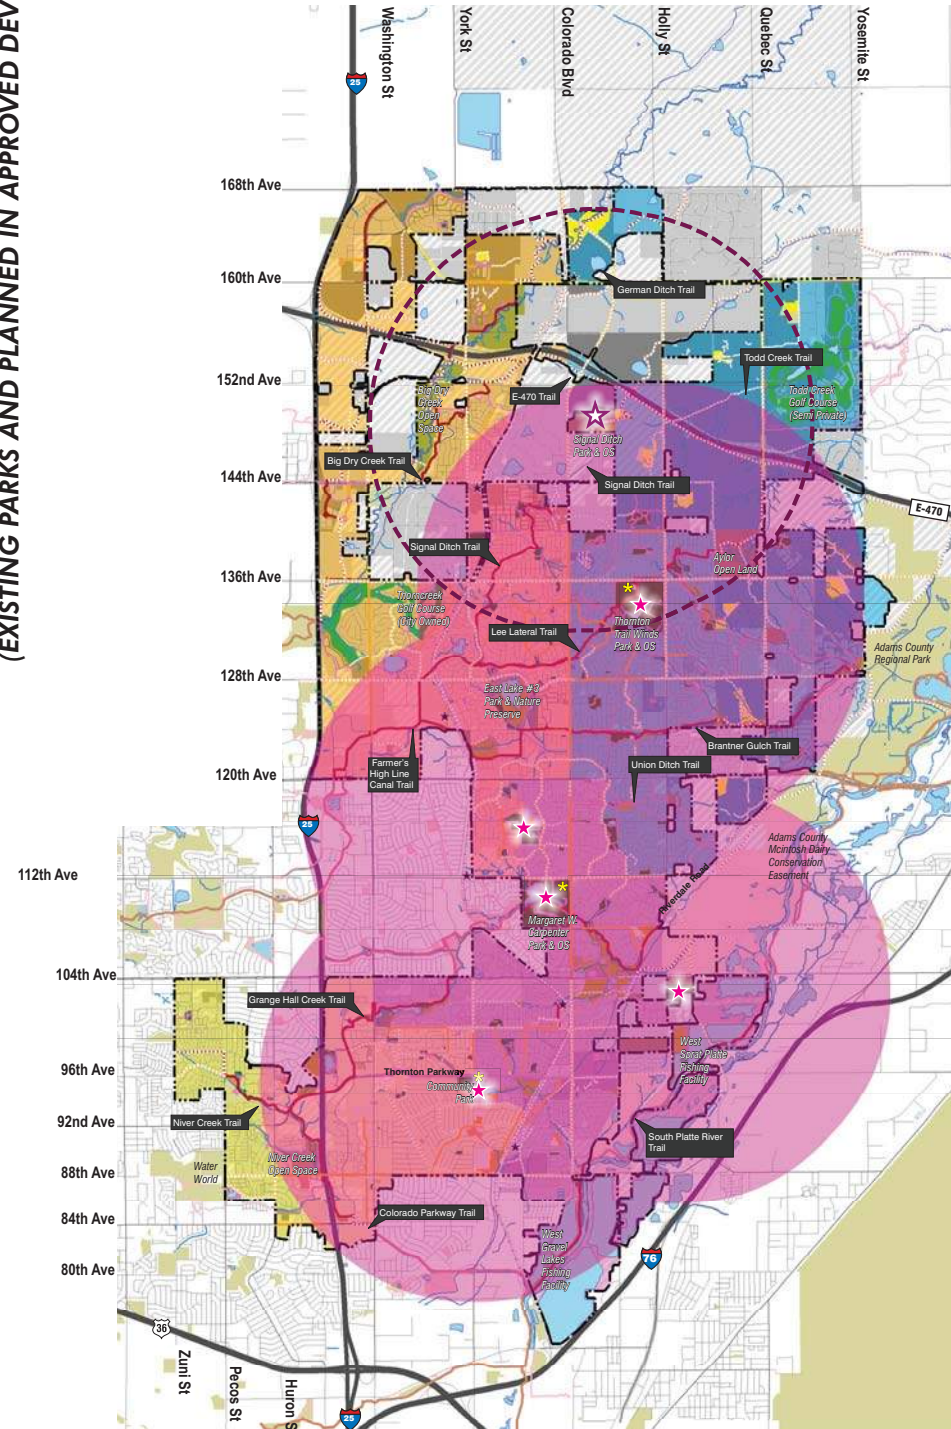 (EXISTING PARKS AND PLANNED IN APPROVED DEV
Washington St
York St
Colorado Blvd
Holly St
Quebec St
Yosemite St
25
168th Ave
160th Ave
German Ditch Trail
152nd Ave
Todd Creek Trail
E-470 Trail
Big Dry
Creek
Open
Space
Todd Creek
Golf Course
(Semi Private)
Signal Ditch
Park & OS
Big Dry Creek Trail
144th Ave
Signal Ditch Trail
E-470
Signal Ditch Trail
Aylor
Open Land
136th Ave
Thorncreek
Golf Course
(City Owned)
Thornton
Trail Winds
Park & OS
Lee Lateral Trail
Adams County
Regional Park
128th Ave
East Lake #3
Park & Nature
Preserve
Brantner Gulch Trail
Farmer's
High Line
Canal Trail
Union Ditch Trail
120th Ave
25
Adams County
McIntosh Dairy
Conservation
Easement
112th Ave
Riverdale Road
Margaret W.
Carpenter
Park & OS
104th Ave
Grange Hall Creek Trail
West
Sprat Platte
Fishing
Facility
96th Ave
Thornton Parkway
Community
Park
Niver Creek Trail
92nd Ave
South Platte River
Trail
Niver Creek
Open Space
Water
World
88th Ave
84th Ave
Colorado Parkway Trail
West
Gravel
Lakes
Fishing
Facility
80th Ave
76
36
Zuni St
Pecos St
Huron S
25